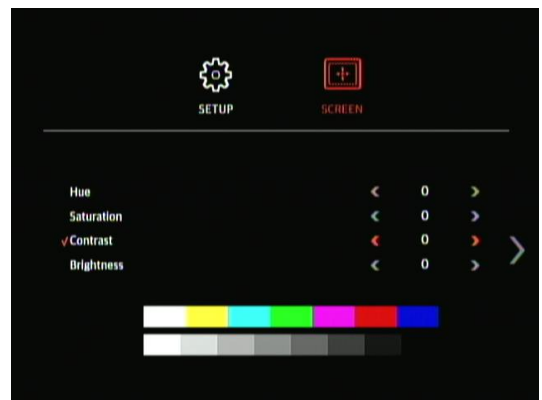 SETUP SCREEN
Hue < 0 >
Saturation < 0 >
√ Contrast < 0 >
Brightness < 0 >